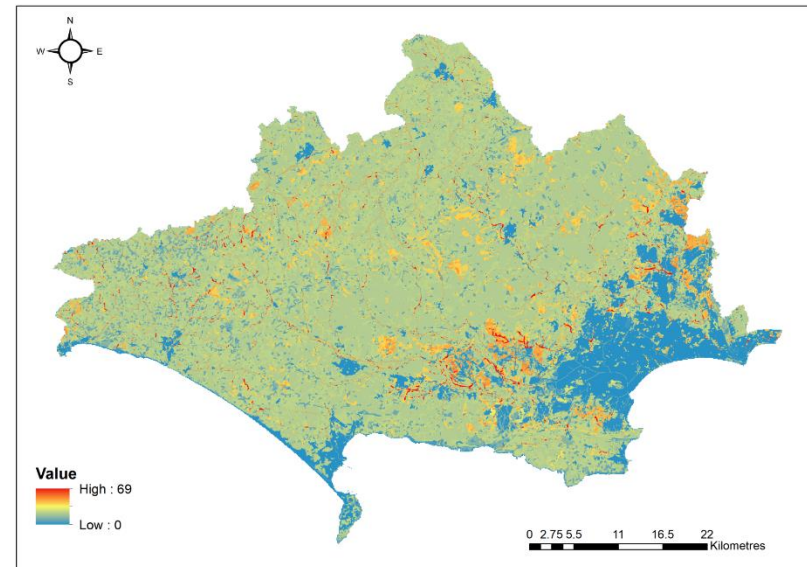 N
W E
S
Value
High : 69
Low : 0
0 2.75 5.5 11 16.5 22
Kilometres